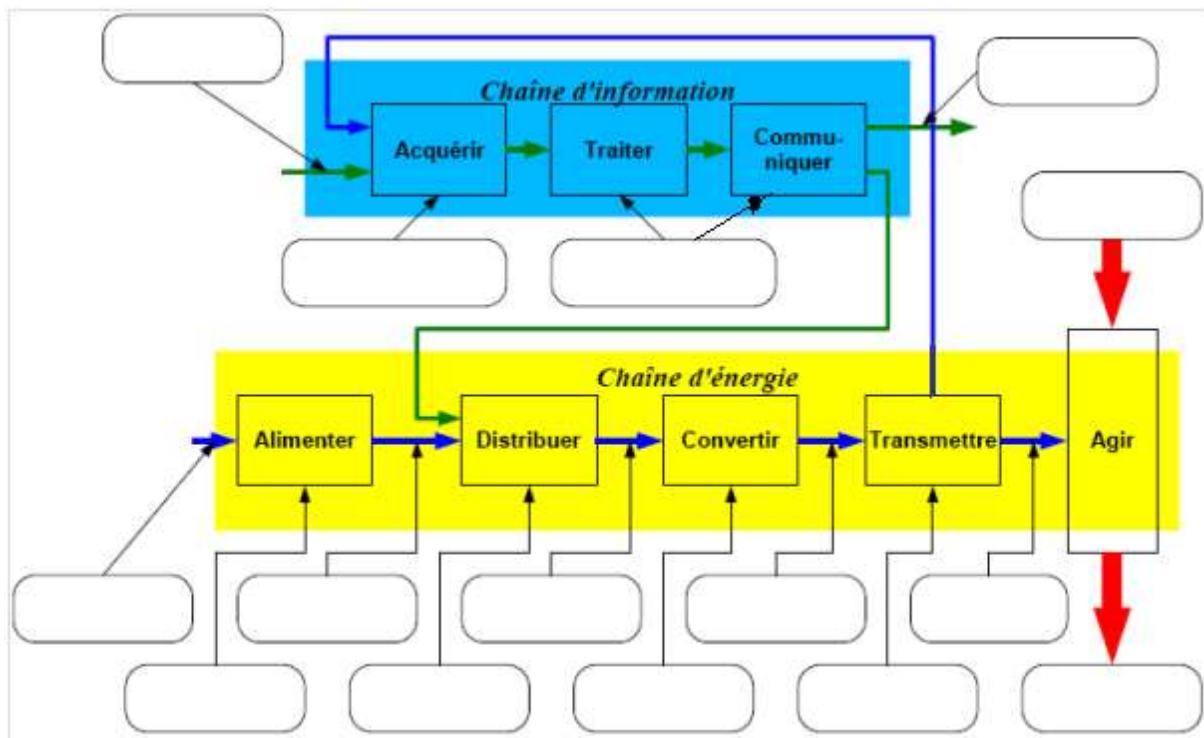 Chaîne d'information
Acquérir
Traiter
Commu-
niquer
Chaîne d'énergie
Alimenter
Distribuer
Convertir
Transmettre
Agir